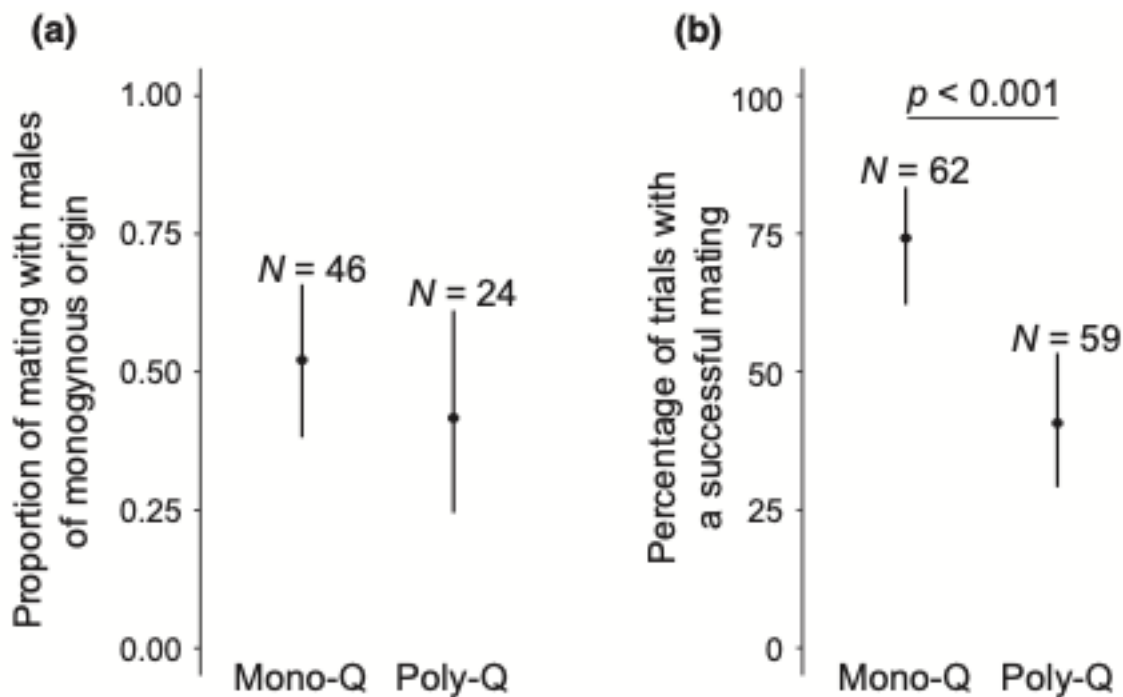 (a)
Proportion of mating with males
of monogynous origin
1.00
0.75
0.50
0.25
0.00
N = 46
N = 24
Mono-Q Poly-Q
(b)
Percentage of trials with
a successful mating
100
75
50
25
0
p < 0.001
N = 62
N = 59
Mono-Q Poly-Q